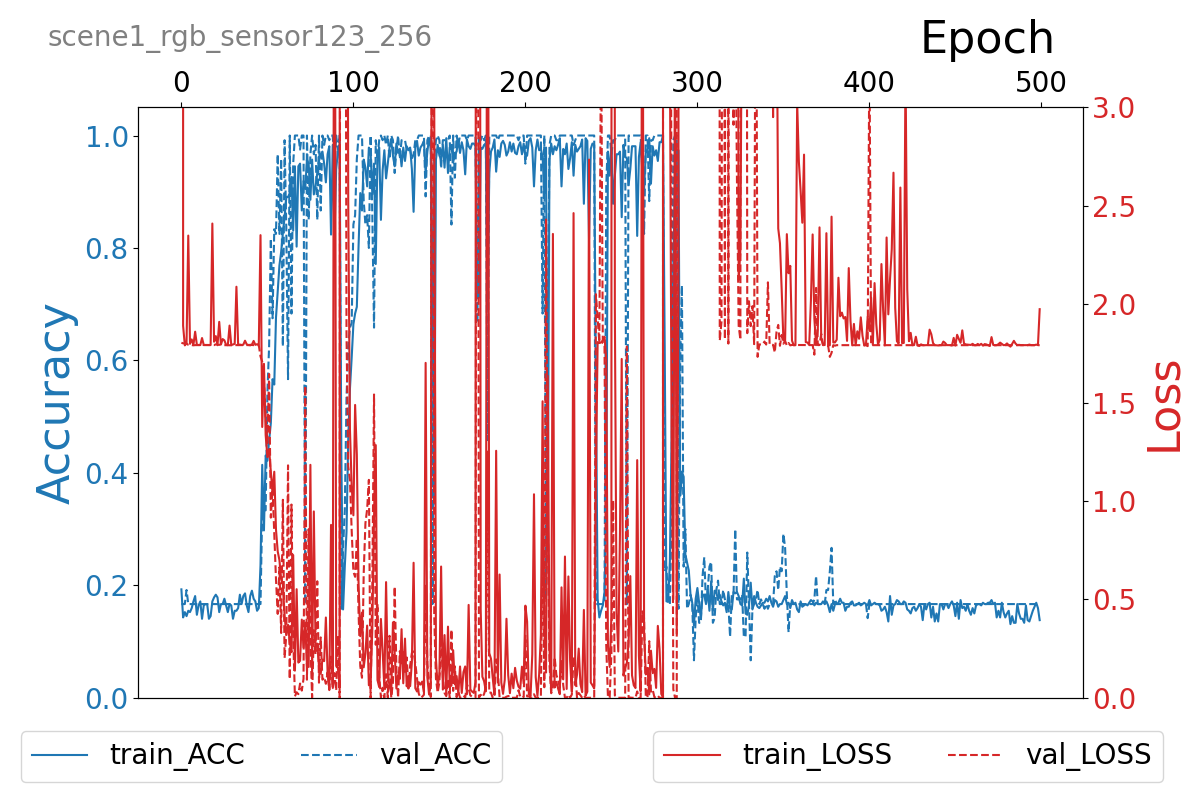 scene1_rgb_sensor123_256
Epoch
0 100 200 300 400 500
1.0
0.8
0.6
0.4
0.2
0.0
Accuracy
3.0
2.5
2.0
1.5
1.0
0.5
0.0
Loss
train_ACC val_ACC
train_LOSS val_LOSS